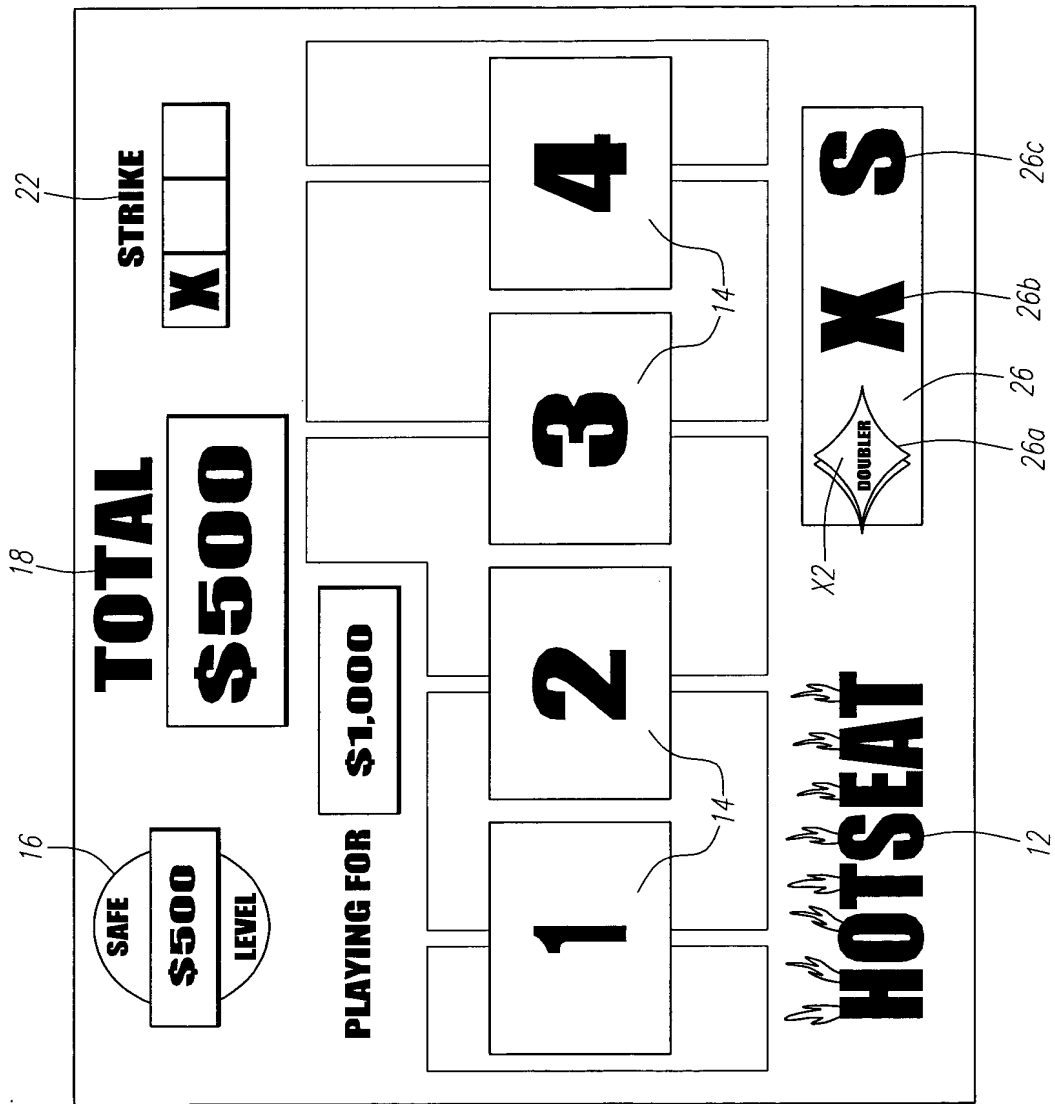 16
18
22
SAFE
$500
LEVEL
TOTAL
$500
STRIKE
X
PLAYING FOR
$1,000
1
2
3
4
14
14
HOTSEAT
12
X2
DOUBLER
X
S
26a
26
26b
26c